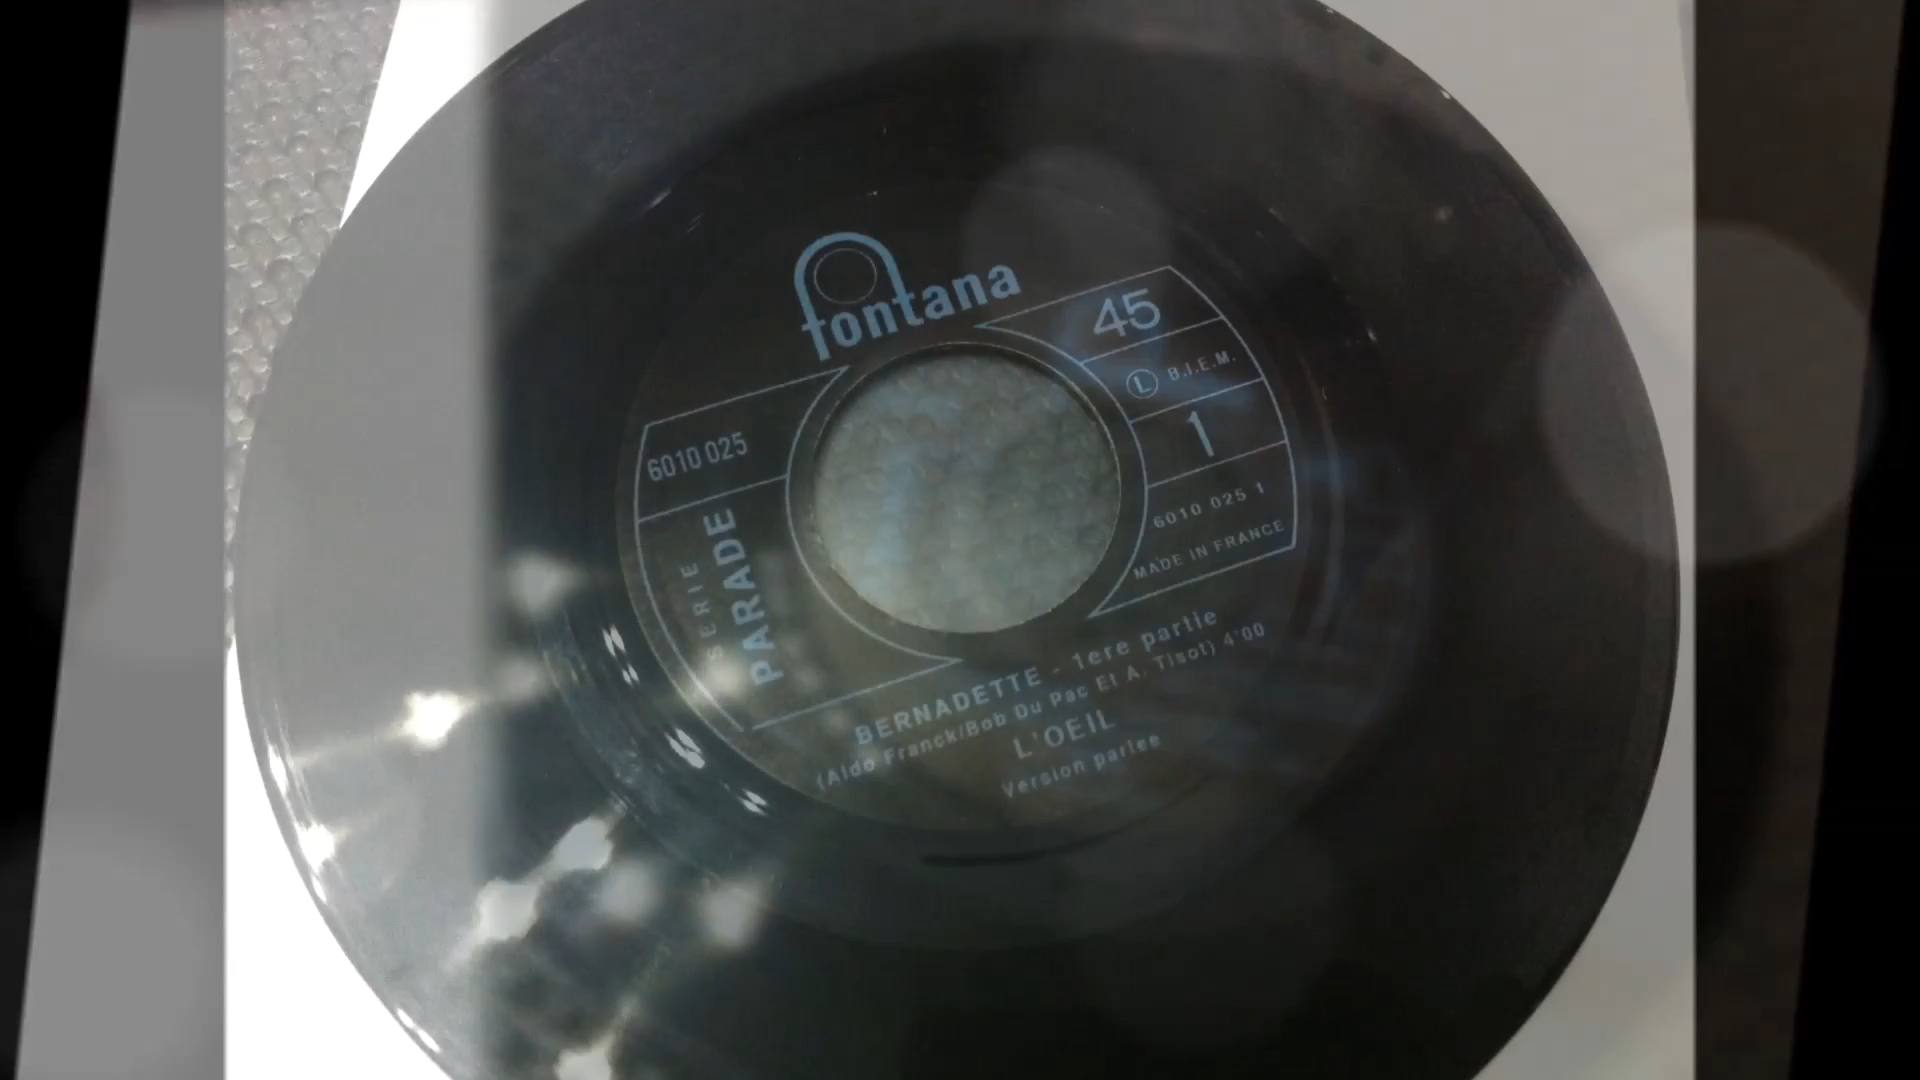 fontana
45
L B.I.E.M.
1
6010 025 1
MADE IN FRANCE
6010 025
SERIE
PARADE
BERNADETTE - 1ere partie
(Aldo Franck/Bob Du Pac Et A. Tisot) 4'00
L'OEIL
Version parlee